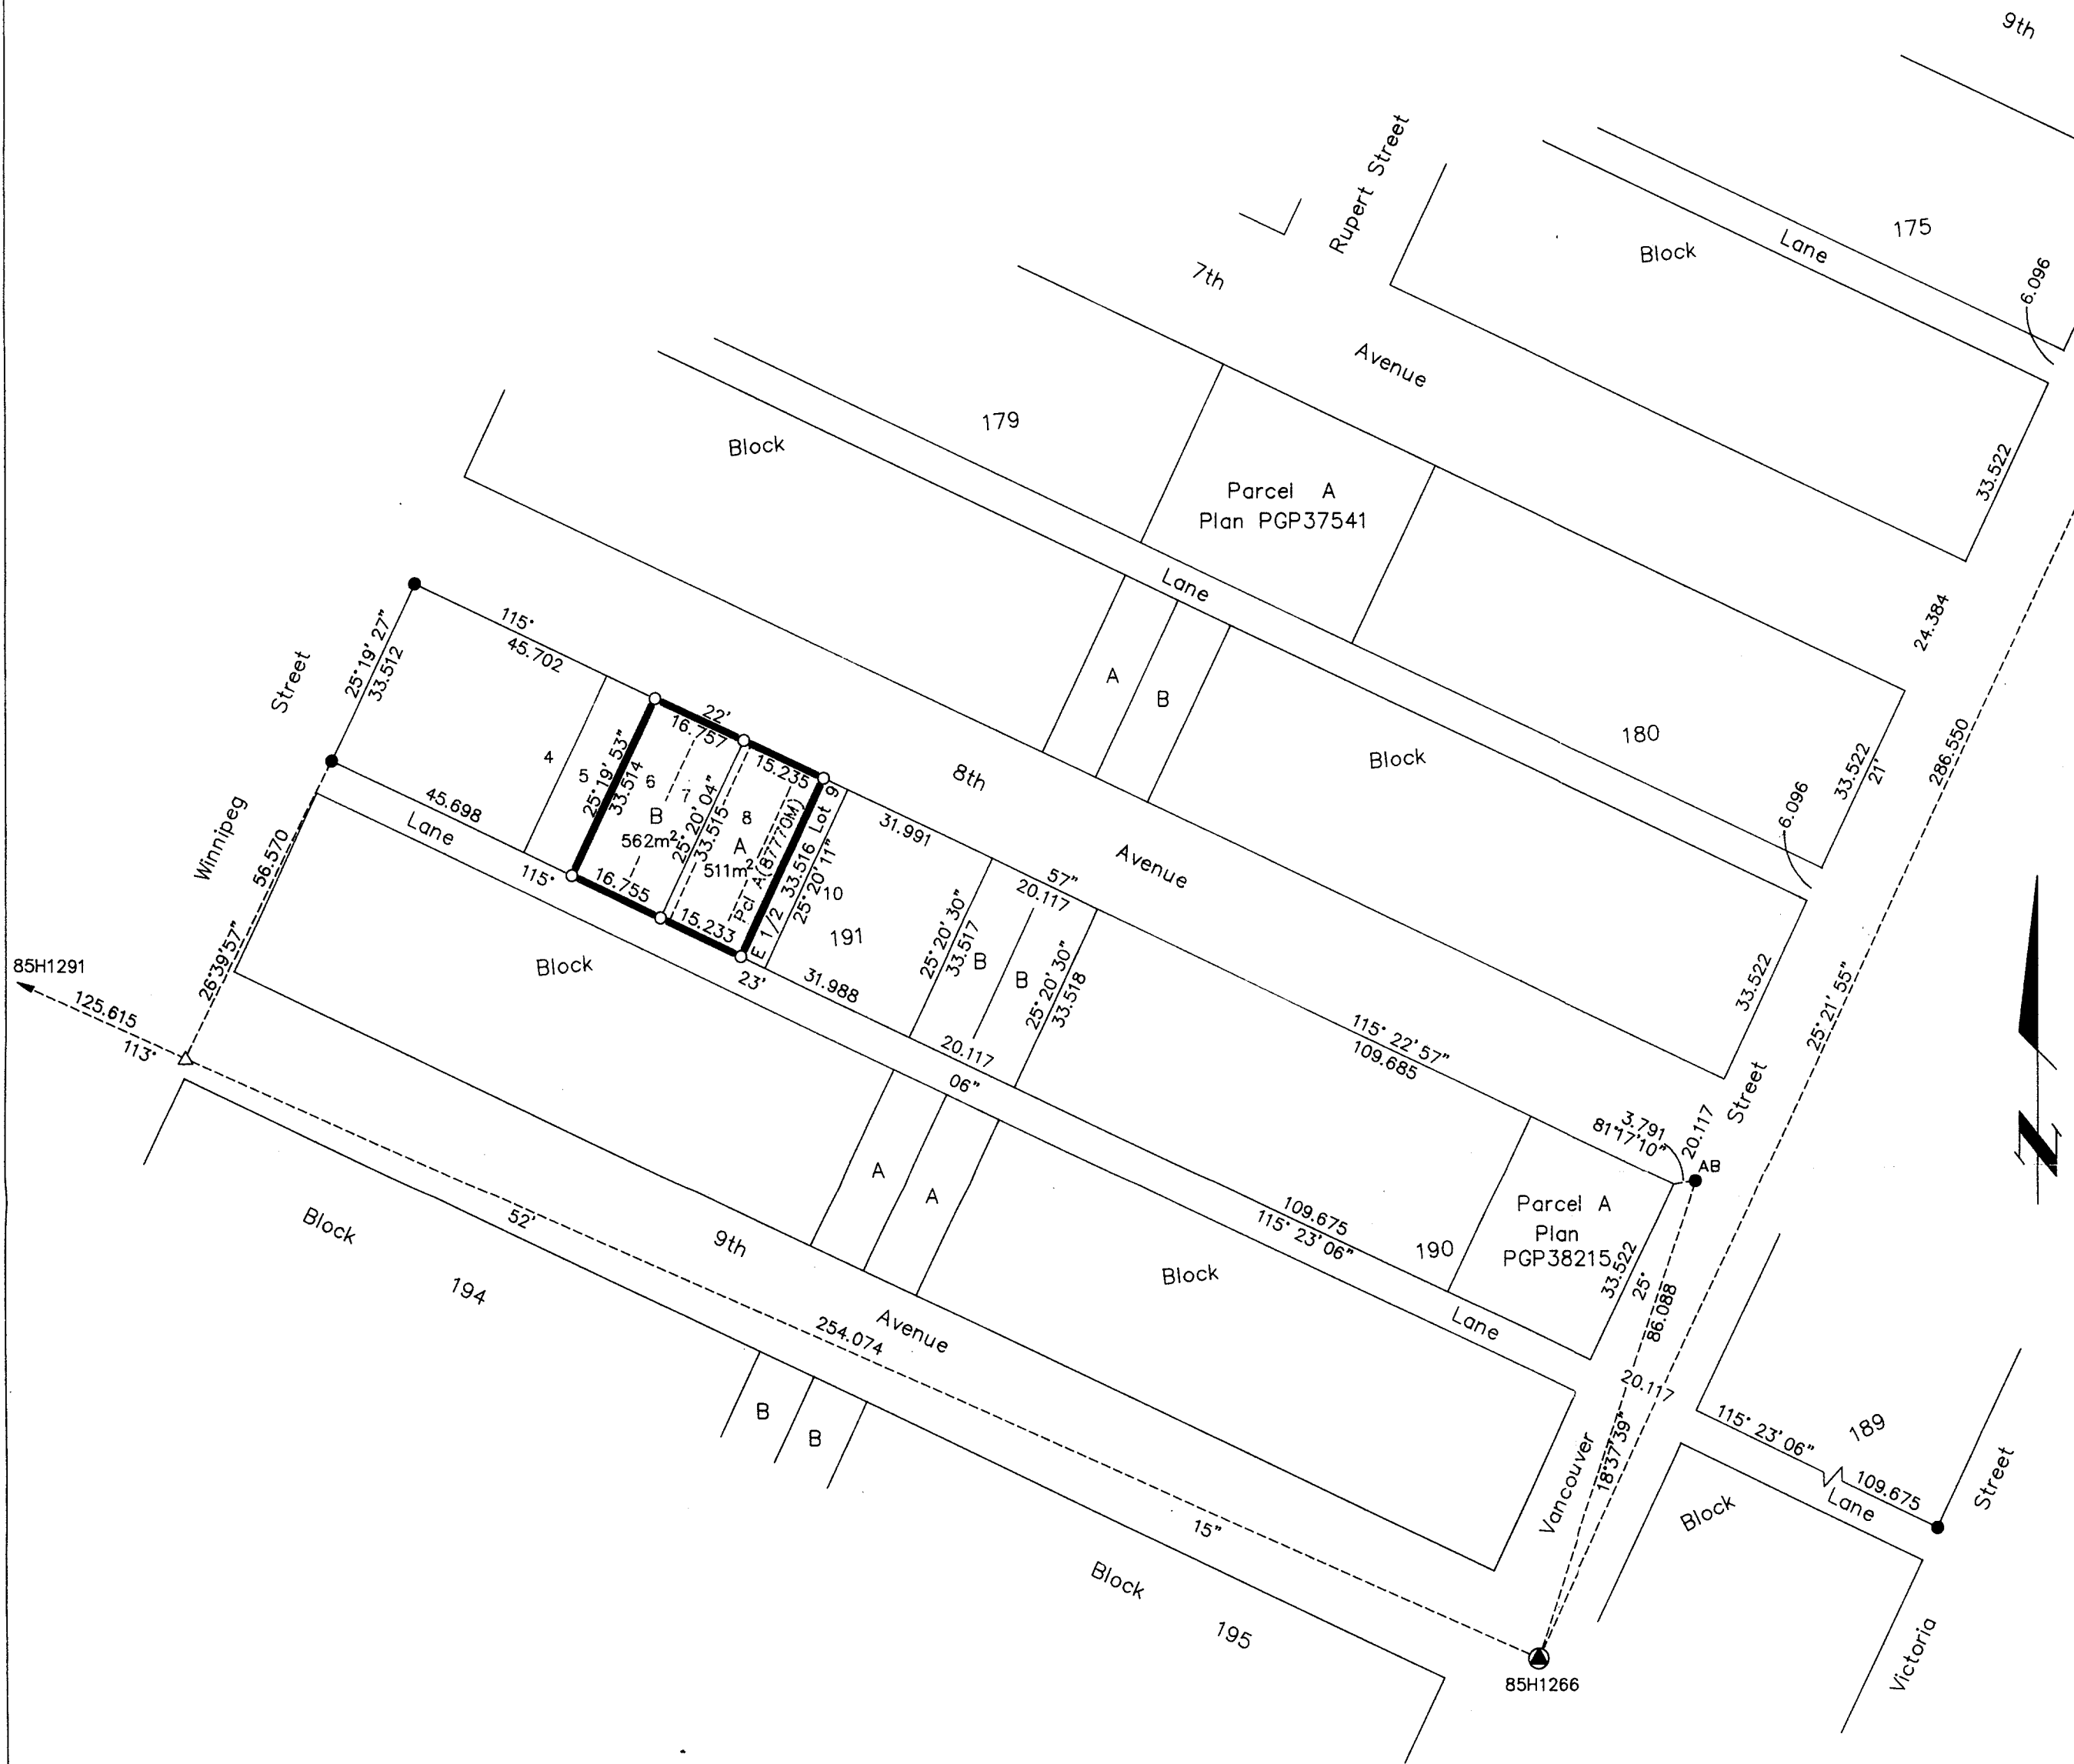 9th
Rupert Street
175
Lane
Block
6.096
7th
Avenue
33.522
179
Block
Parcel A
Plan PGP37541
Lane
24.384
A
B
180
Block
33.522
21'
286.550
6.096
Street
25°19'27"
33.512
115°
45.702
22'
16.757
15.235
8th
Avenue
4
5
25°19'53"
33.514
6
7
B
562m²
25°20'04"
33.515
8
A
511m²
Pcl A(B7770M)
Lot 9
E 1/2
33.516
25°20'11"
10
191
31.991
45.698
Lane
115°
16.755
15.233
23'
31.988
Winnipeg
56.570
26°39'57"
85H1291
125.615
113°
Block
25°20'30"
33.517
B
B
57"
20.117
25°20'30"
33.518
20.117
06"
115° 22'57"
109.685
33.522
25°21'55"
Street
3.791
81°17'10"
20.117
AB
A
A
109.675
115° 23'06"
190
Parcel A
Plan
PGP38215
33.522
25°
86.088
Block
Lane
20.117
Block
52'
9th
194
254.074
Avenue
B
B
15"
Vancouver
18°37'39"
115° 23'06"
189
109.675
Lane
Street
Block
Block
195
85H1266
Victoria
N